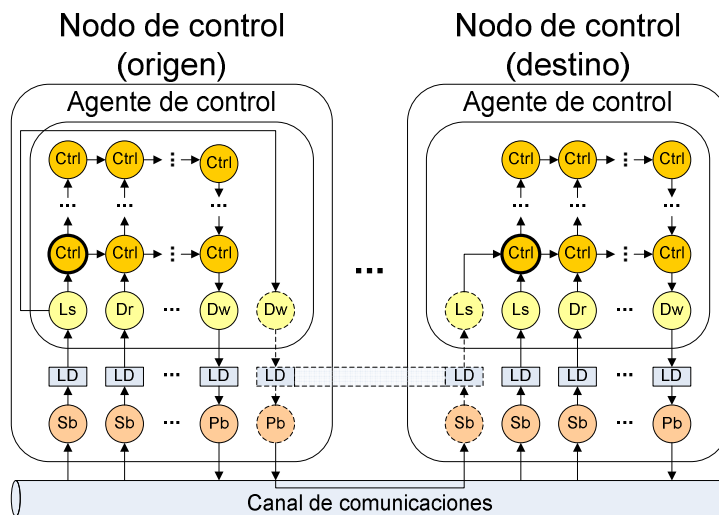 Nodo de control Nodo de control
(origen) (destino)
Agente de control Agente de control
Ctrl Ctrl ... Ctrl Ctrl Ctrl ... Ctrl
... ... ... ... ... ...
Ctrl Ctrl ... Ctrl ... Ctrl Ctrl ... Ctrl
Ls Dr ... Dw Dw Ls Ls Dr ... Dw
LD LD ... LD LD LD LD LD ... LD
Sb Sb ... Pb Pb Sb Sb Sb ... Pb
Canal de comunicaciones